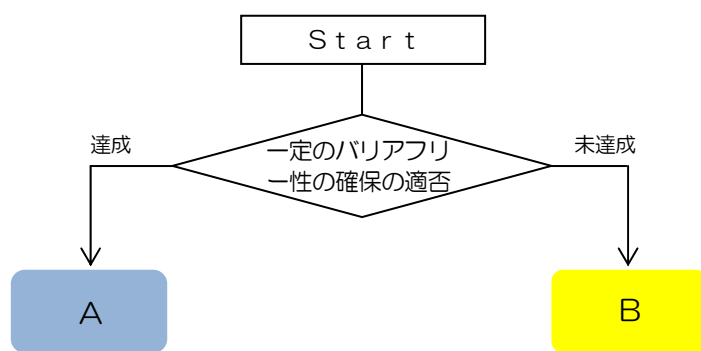 Ｓｔａｒｔ
達成
一定のバリアフリ
ー性の確保の適否
未達成
Ａ
Ｂ